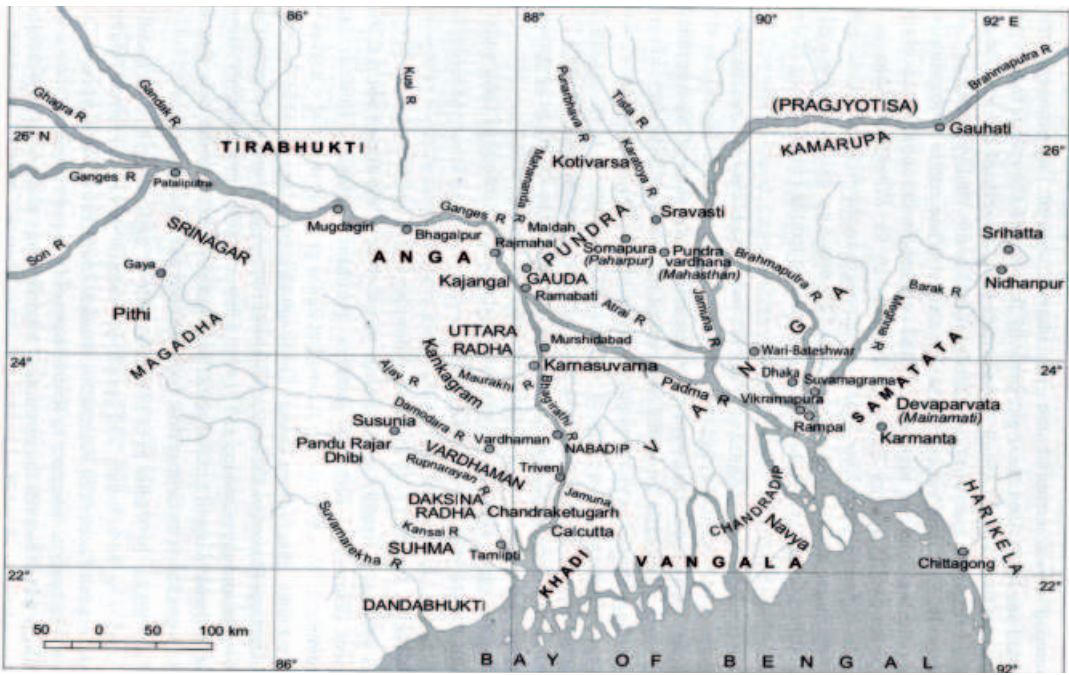 86°
88°
90°
92° E
Ghagra R
Gandak R
Kusi R
Punarbhava R
Tista R
Brahmaputra R
(PRAGJYOTISA)
26° N
TIRABHUKTI
Gauhati
26°
KAMARUPA
Mahananda R
Kotivarsa
Karatoya R
Ganges R
Pataliputra
Mugdagiri
Ganges R
Bhagalpur
Maldah
PUNDRA
Sravasti
Son R
SRINAGAR
ANGA
Rajmahal
Somapura
(Paharpur)
Pundra
vardhana
(Mahasthan)
Brahmaputra R
Srihatta
Gaya
Kajangal
GAUDA
Ramabati
Nidhanpur
Pithi
Atrai R
Jamuna R
Barak R
Meghna R
MAGADHA
UTTARA
RADHA
Murshidabad
VANGA
Wari-Bateshwar
24°
Kankagram
Karnasuvarna
24°
Ajay R
Maurakhi R
Bhagirathi R
Padma R
Dhaka
Suvarnagrama
SAMATATA
Damodara R
Vikramapura
Rampal
Devaparvata
(Mainamati)
Karmanta
Susunia
Pandu Rajar
Dhibi
Vardhaman
NABADIP
VARDHAMAN
Rupnarayan R
Triveni
DAKSINA
RADHA
Chandraketugarh
Jamuna
CHANDRADIP
Navya
HARIKELA
Suvarnarekha R
Kansai R
SUHMA
Tamlipti
Calcutta
KHADI
VANGALA
Chittagong
22°
22°
DANDABHUKTI
50 0 50 100 km
86°
88°
BAY OF BENGAL
90°
92°